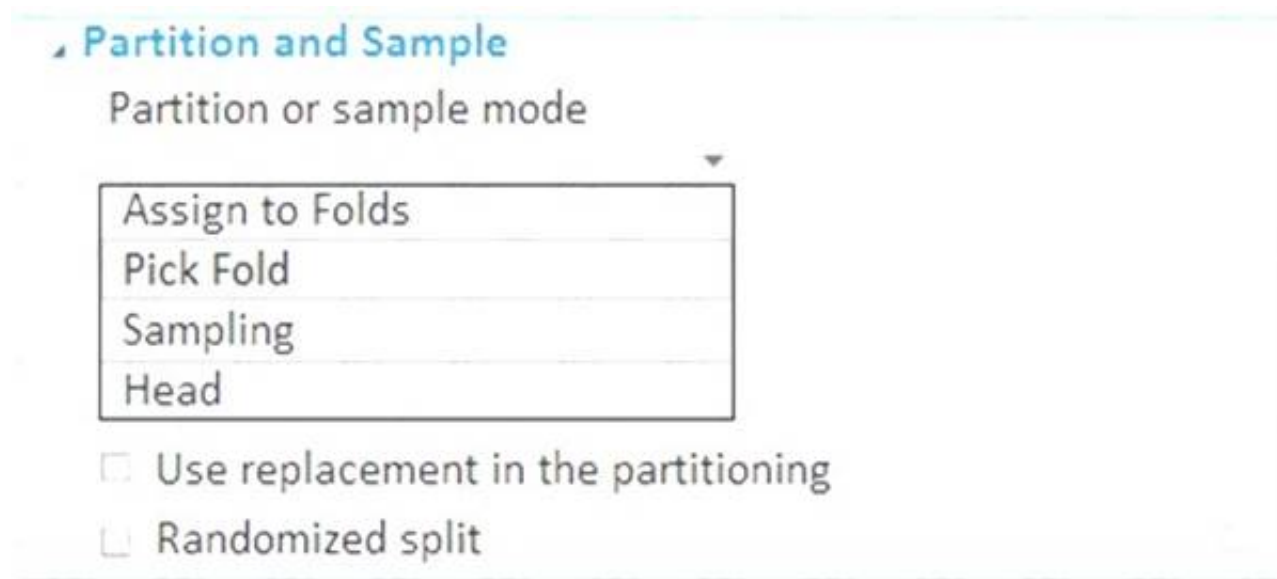 Partition and Sample
Partition or sample mode
Assign to Folds
Pick Fold
Sampling
Head
Use replacement in the partitioning
Randomized split